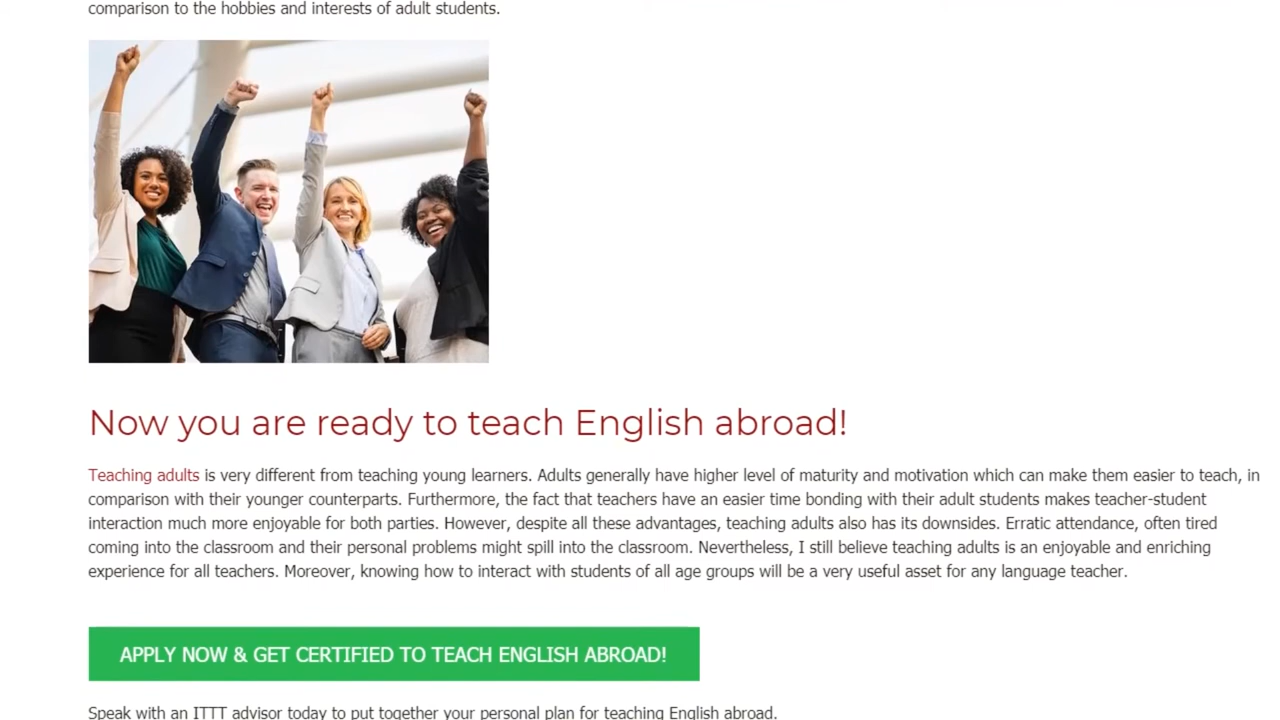 comparison to the hobbies and interests of adult students.
Now you are ready to teach English abroad!
Teaching adults is very different from teaching young learners. Adults generally have higher level of maturity and motivation which can make them easier to teach, in
comparison with their younger counterparts. Furthermore, the fact that teachers have an easier time bonding with their adult students makes teacher-student
interaction much more enjoyable for both parties. However, despite all these advantages, teaching adults also has its downsides. Erratic attendance, often tired
coming into the classroom and their personal problems might spill into the classroom. Nevertheless, I still believe teaching adults is an enjoyable and enriching
experience for all teachers. Moreover, knowing how to interact with students of all age groups will be a very useful asset for any language teacher.
APPLY NOW & GET CERTIFIED TO TEACH ENGLISH ABROAD!
Speak with an ITTT advisor today to put together your personal plan for teaching English abroad.